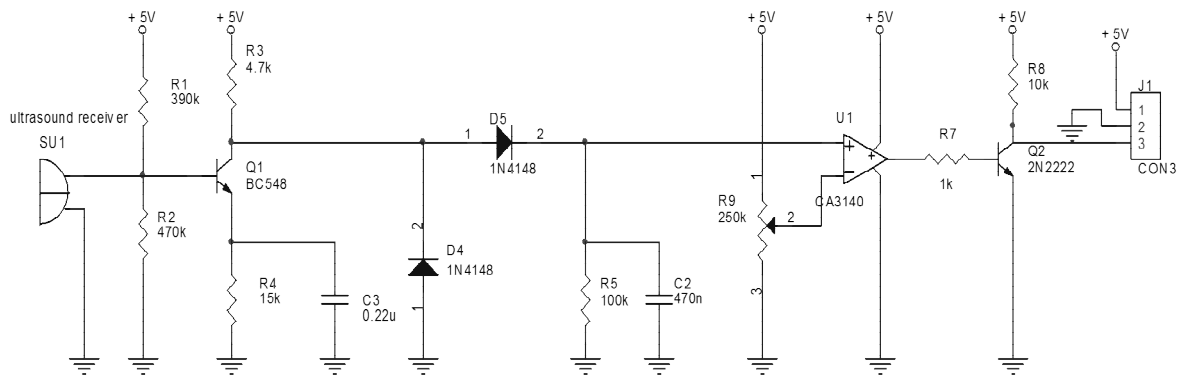 + 5V
+ 5V
+ 5V
+ 5V
+ 5V
+ 5V
R3
4.7k
R1
390k
R8
10k
J1
ultrasound receiver
SU1
D5
1
2
1N4148
U1
R7
1k
1
2
3
CON3
Q1
BC548
Q2
2N2222
CA3140
R2
470k
R9
250k
1
2
3
2
D4
1N4148
1
R4
15k
C3
0.22u
R5
100k
C2
470n